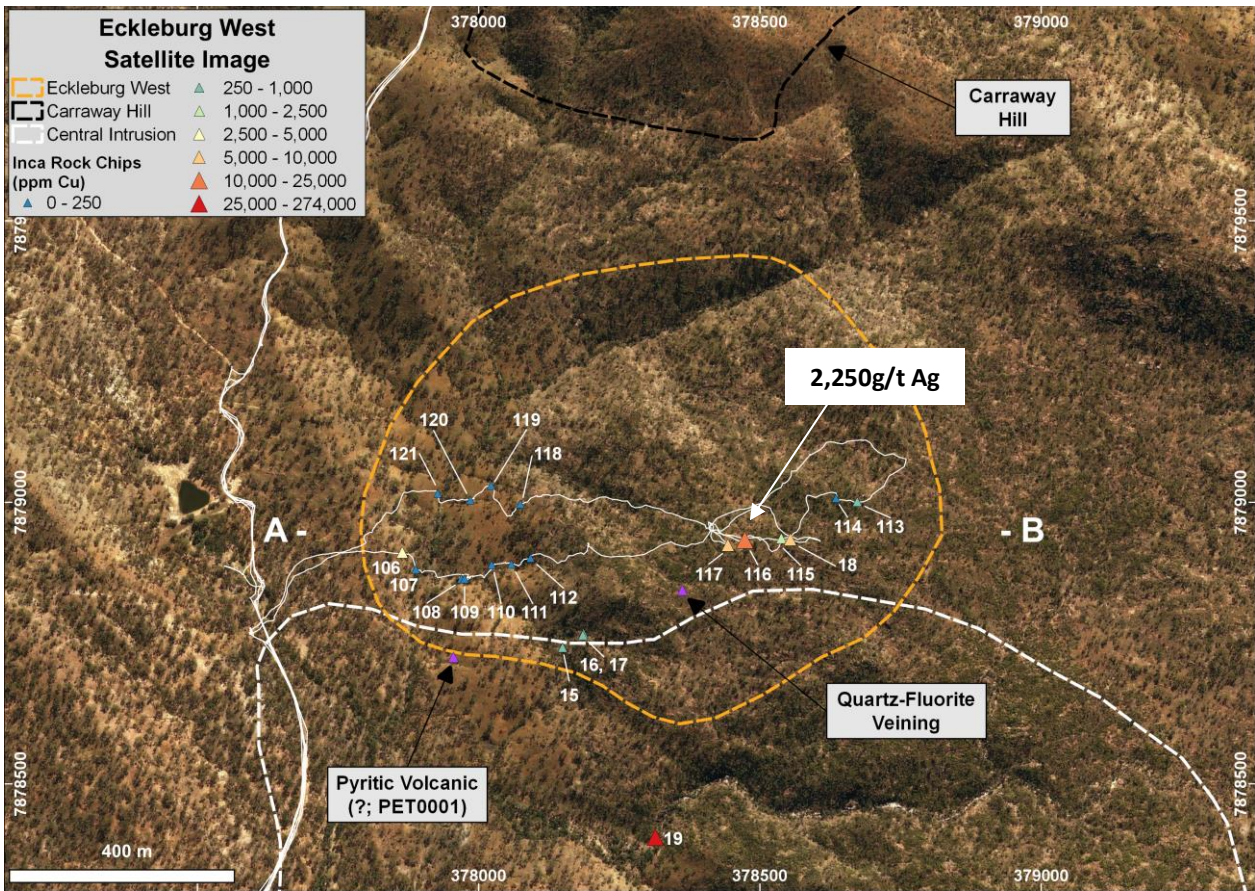 378000
378500
379000
Eckleburg West
Satellite Image
Eckleburg West
Carraway Hill
Central Intrusion
Inca Rock Chips
(ppm Cu)
0 - 250
250 - 1,000
1,000 - 2,500
2,500 - 5,000
5,000 - 10,000
10,000 - 25,000
25,000 - 274,000
Carraway
Hill
7879
7879500
2,250g/t Ag
120
119
121
118
7879000
7879000
A -
- B
114
113
106
107
117
116
115
18
108
109
110
111
112
16, 17
15
Quartz-Fluorite
Veining
Pyritic Volcanic
(?; PET0001)
7878500
7878500
19
400 m
378000
378500
379000